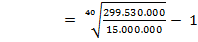 = ⁴⁰√(299.530.000 / 15.000.000) − 1